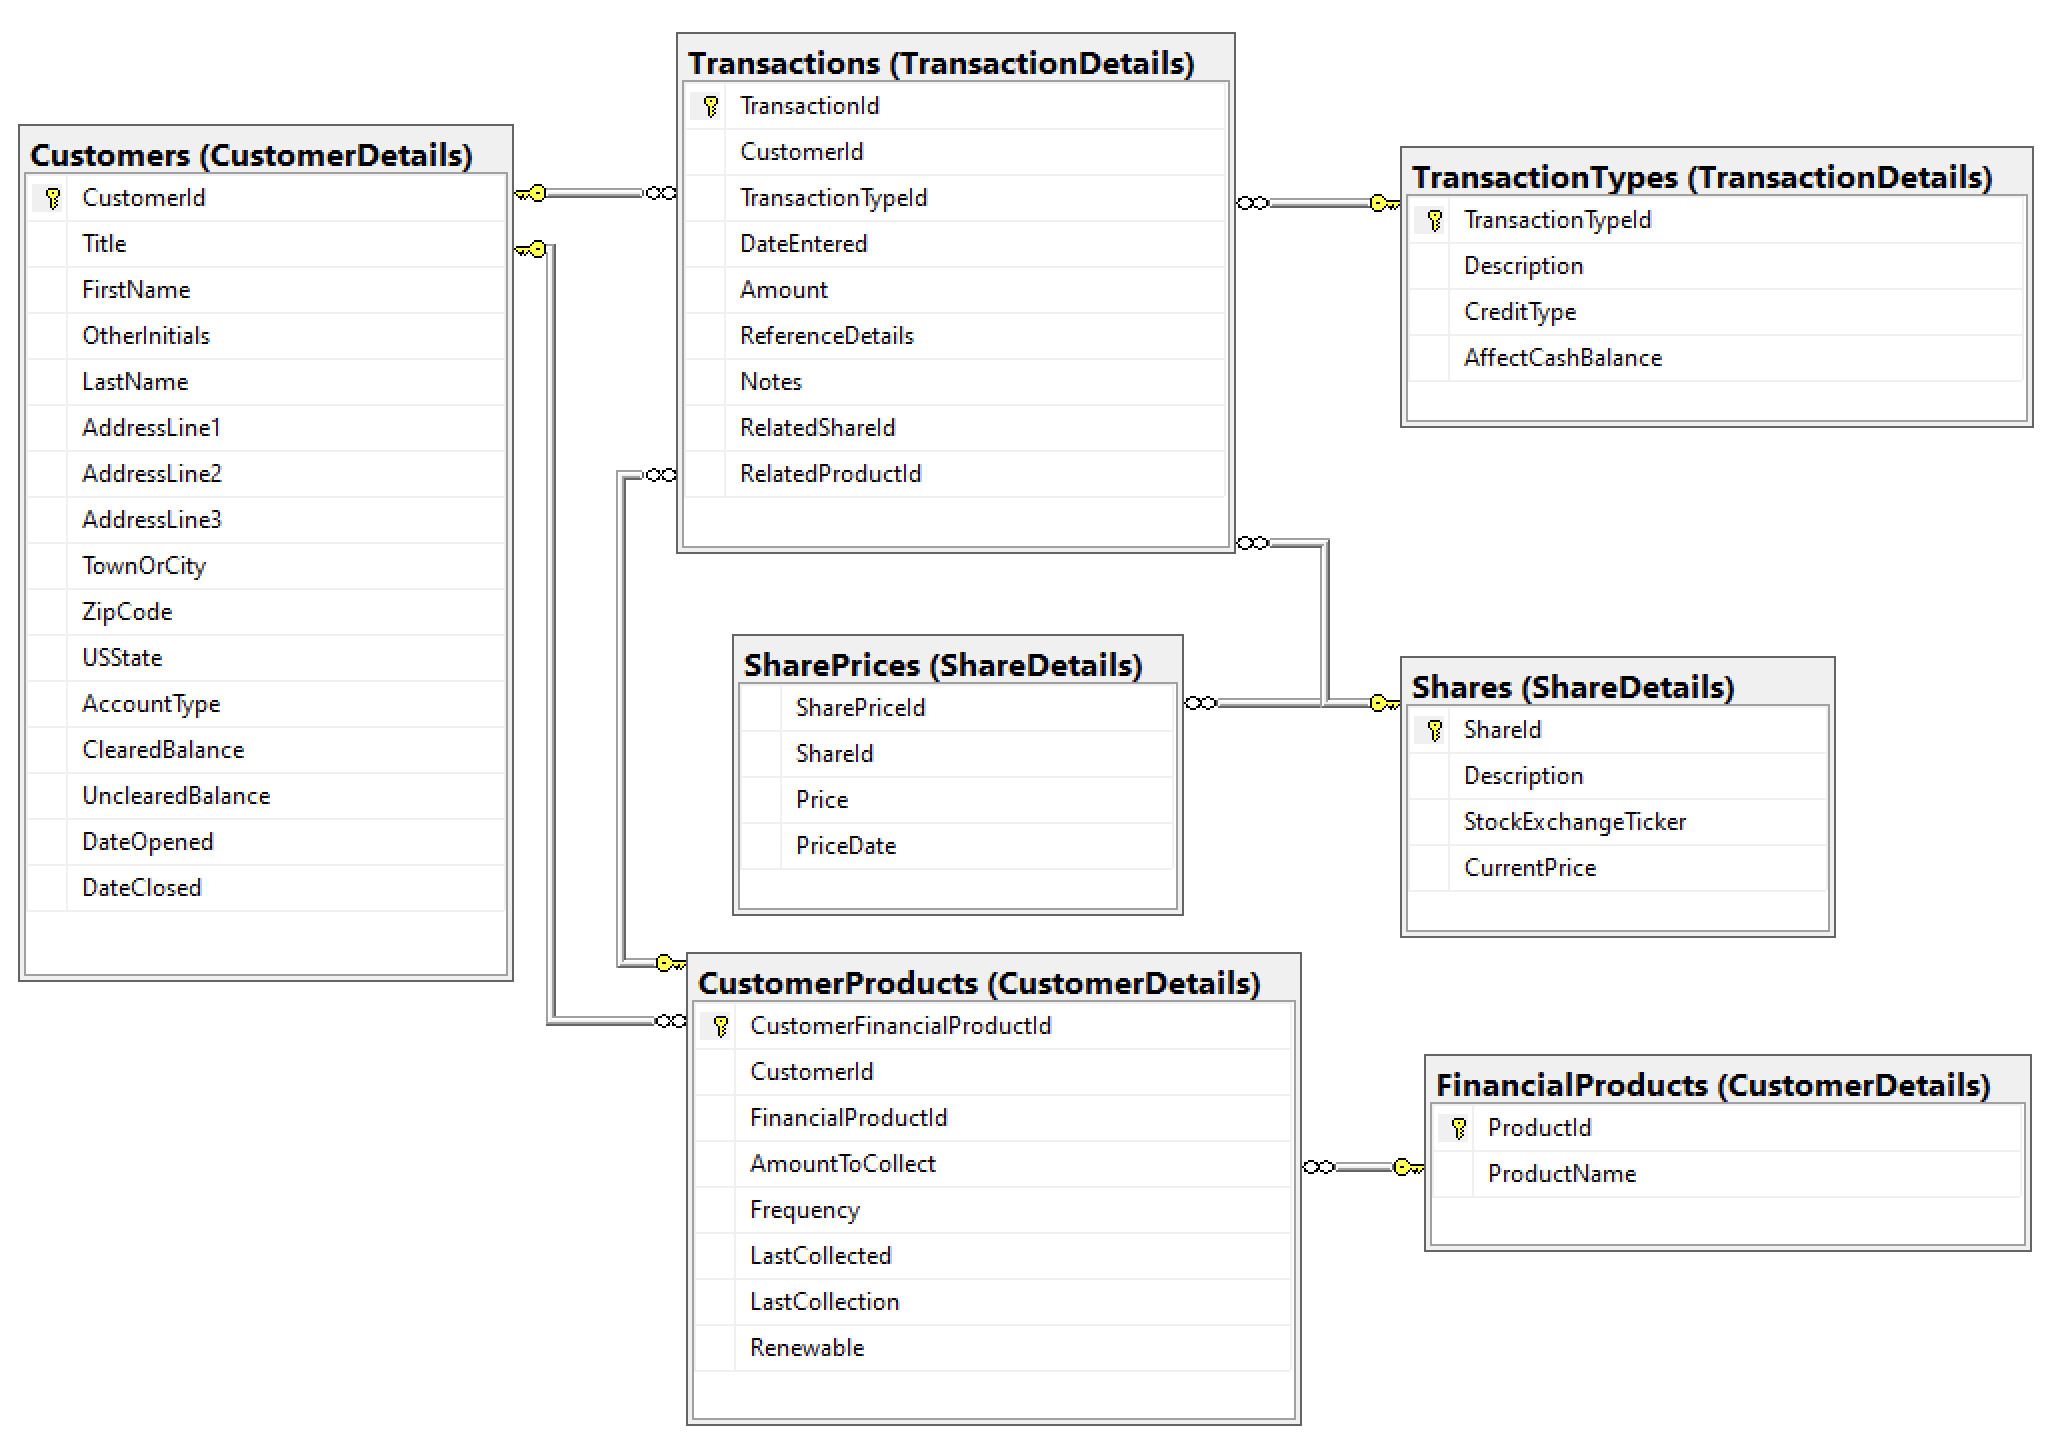 Customers (CustomerDetails)
CustomerId
Title
FirstName
OtherInitials
LastName
AddressLine1
AddressLine2
AddressLine3
TownOrCity
ZipCode
USState
AccountType
ClearedBalance
UnclearedBalance
DateOpened
DateClosed
Transactions (TransactionDetails)
TransactionId
CustomerId
TransactionTypeId
DateEntered
Amount
ReferenceDetails
Notes
RelatedShareId
RelatedProductId
TransactionTypes (TransactionDetails)
TransactionTypeId
Description
CreditType
AffectCashBalance
SharePrices (ShareDetails)
SharePriceId
ShareId
Price
PriceDate
Shares (ShareDetails)
ShareId
Description
StockExchangeTicker
CurrentPrice
CustomerProducts (CustomerDetails)
CustomerFinancialProductId
CustomerId
FinancialProductId
AmountToCollect
Frequency
LastCollected
LastCollection
Renewable
FinancialProducts (CustomerDetails)
ProductId
ProductName